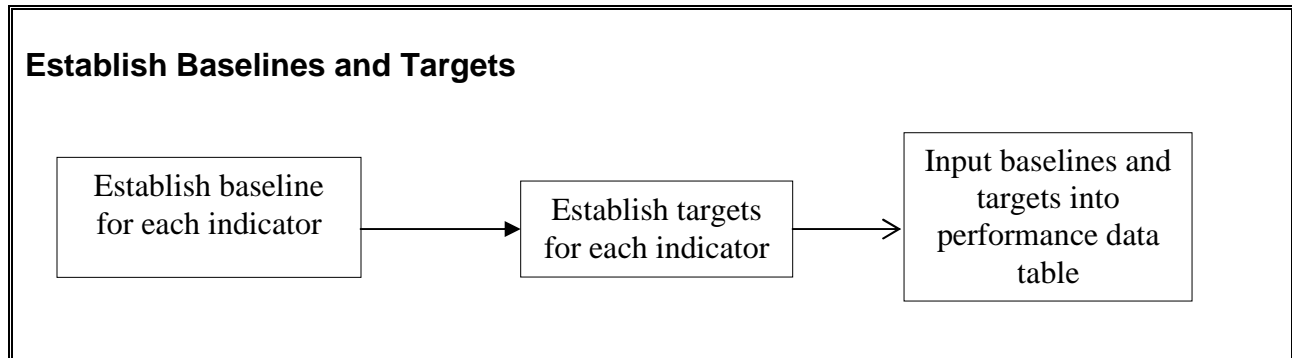 Establish Baselines and Targets
Establish baseline
for each indicator
Establish targets
for each indicator
Input baselines and
targets into
performance data
table